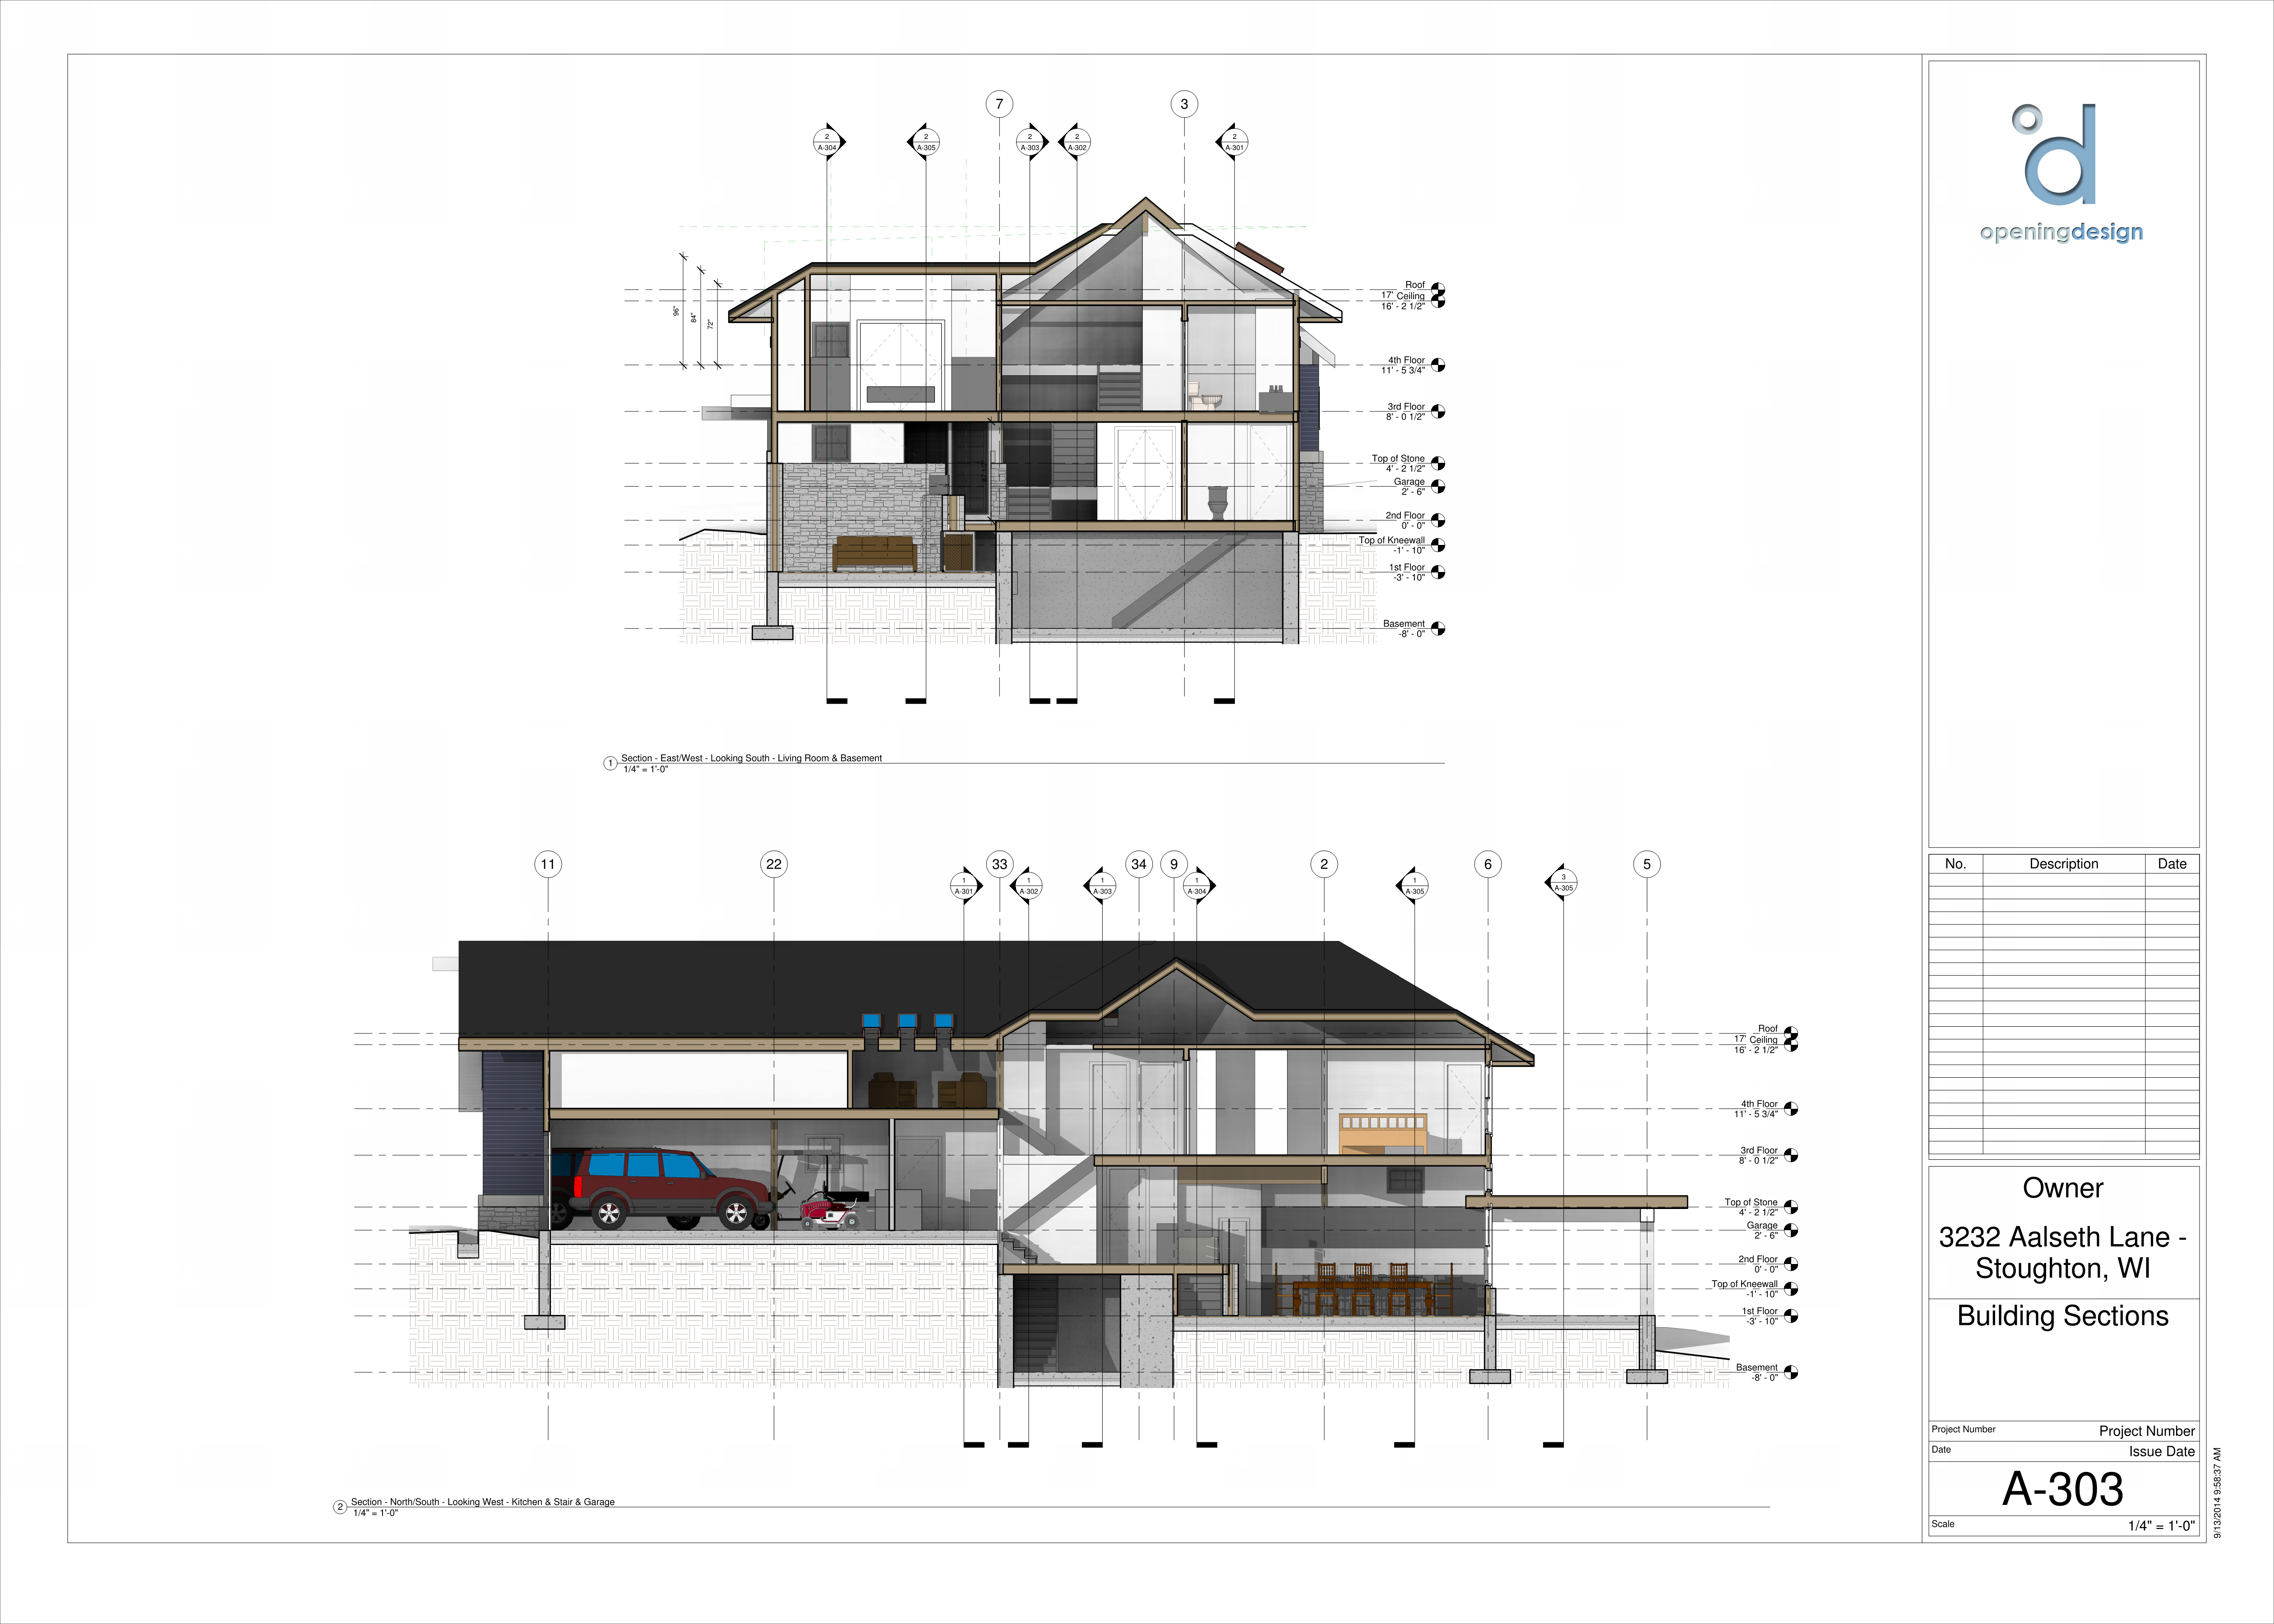 7
3
2
A-304
2
A-305
2
A-303
2
A-302
2
A-301
96"
84"
72"
Roof
17'
Ceiling
16' - 2 1/2"
4th Floor
11' - 5 3/4"
3rd Floor
8' - 0 1/2"
Top of Stone
4' - 2 1/2"
Garage
2' - 6"
2nd Floor
0' - 0"
Top of Kneewall
-1' - 10"
1st Floor
-3' - 10"
Basement
-8' - 0"
1
Section - East/West - Looking South - Living Room & Basement
1/4" = 1'-0"
11
22
33
34
9
2
6
5
1
A-301
1
A-302
1
A-303
1
A-304
1
A-305
3
A-305
Roof
17'
Ceiling
16' - 2 1/2"
4th Floor
11' - 5 3/4"
3rd Floor
8' - 0 1/2"
Top of Stone
4' - 2 1/2"
Garage
2' - 6"
2nd Floor
0' - 0"
Top of Kneewall
-1' - 10"
1st Floor
-3' - 10"
Basement
-8' - 0"
2
Section - North/South - Looking West - Kitchen & Stair & Garage
1/4" = 1'-0"
openingdesign
No. Description Date
Owner
3232 Aalseth Lane -
Stoughton, WI
Building Sections
Project Number Project Number
Date Issue Date
A-303
Scale 1/4" = 1'-0"
9/13/2014 9:58:37 AM